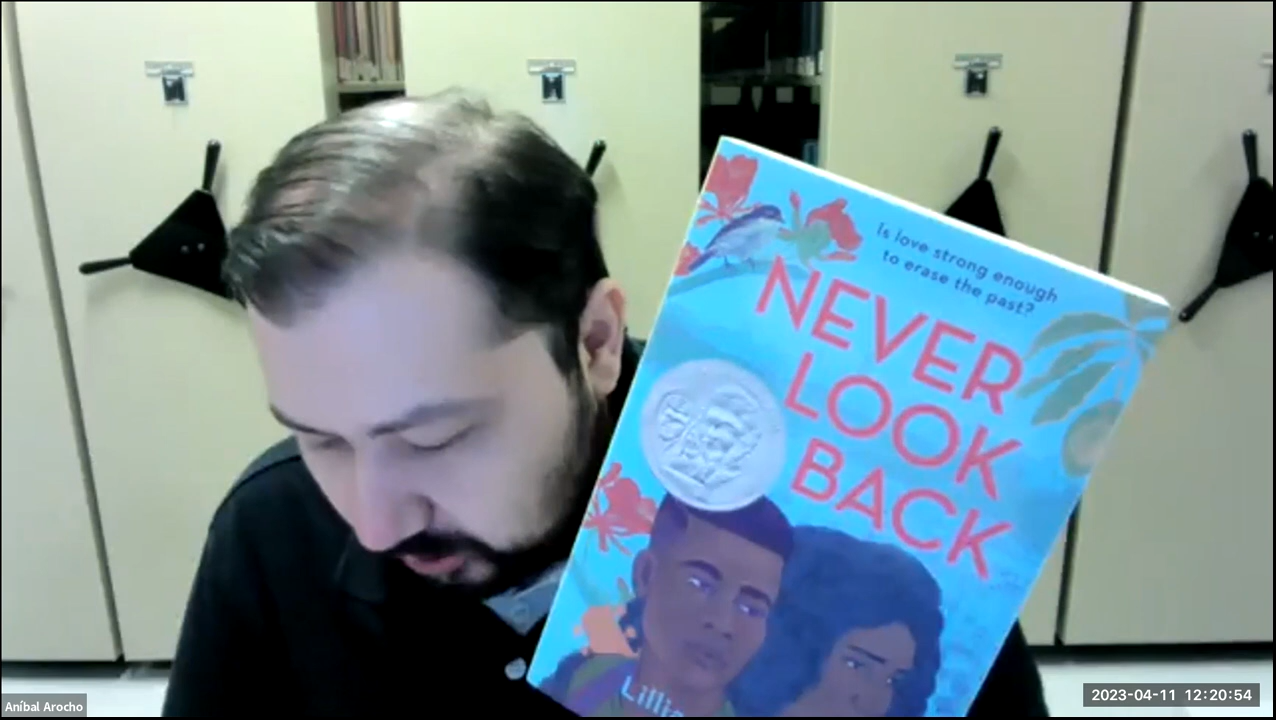 Is love strong enough
to erase the past?
NEVER
LOOK
BACK
Lillia
Aníbal Arocho
2023-04-11 12:20:54